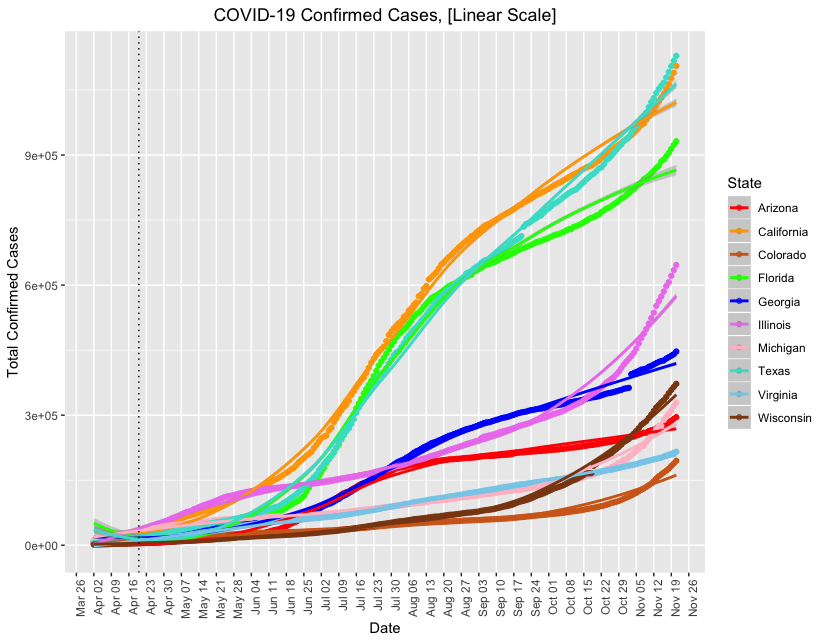 COVID-19 Confirmed Cases, [Linear Scale]
Total Confirmed Cases
9e+05
6e+05
3e+05
0e+00
Mar 26
Apr 02
Apr 09
Apr 16
Apr 23
Apr 30
May 07
May 14
May 21
May 28
Jun 04
Jun 11
Jun 18
Jun 25
Jul 02
Jul 09
Jul 16
Jul 23
Jul 30
Aug 06
Aug 13
Aug 20
Aug 27
Sep 03
Sep 10
Sep 17
Sep 24
Oct 01
Oct 08
Oct 15
Oct 22
Oct 29
Nov 05
Nov 12
Nov 19
Nov 26
Date
State
Arizona
California
Colorado
Florida
Georgia
Illinois
Michigan
Texas
Virginia
Wisconsin